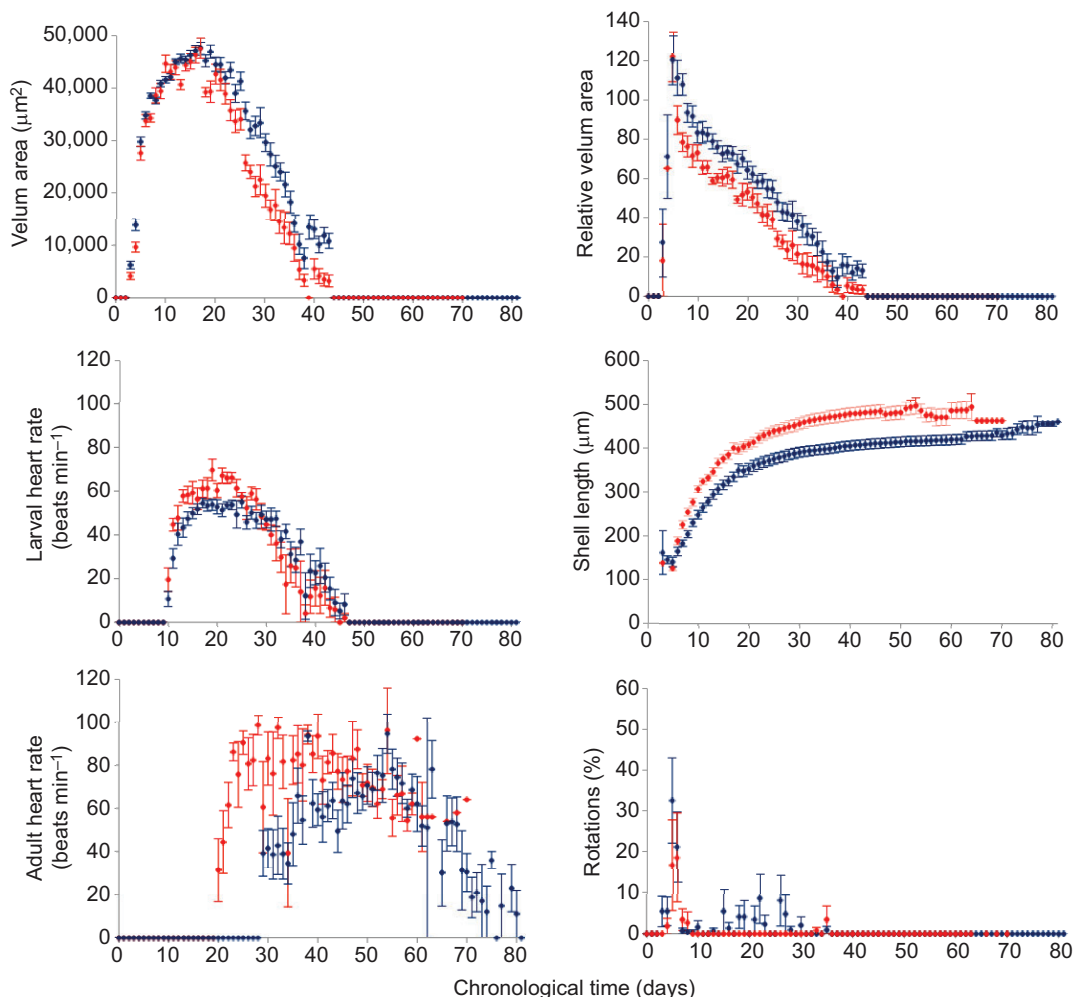 50,000
40,000
30,000
20,000
10,000
0
0 10 20 30 40 50 60 70 80
Velum area (µm²)
140
120
100
80
60
40
20
0
0 10 20 30 40 50 60 70 80
Relative velum area
120
100
80
60
40
20
0
0 10 20 30 40 50 60 70 80
Larval heart rate
(beats min–1)
600
500
400
300
200
100
0
0 10 20 30 40 50 60 70 80
Shell length (µm)
120
100
80
60
40
20
0
0 10 20 30 40 50 60 70 80
Adult heart rate
(beats min–1)
60
50
40
30
20
10
0
0 10 20 30 40 50 60 70 80
Rotations (%)
Chronological time (days)